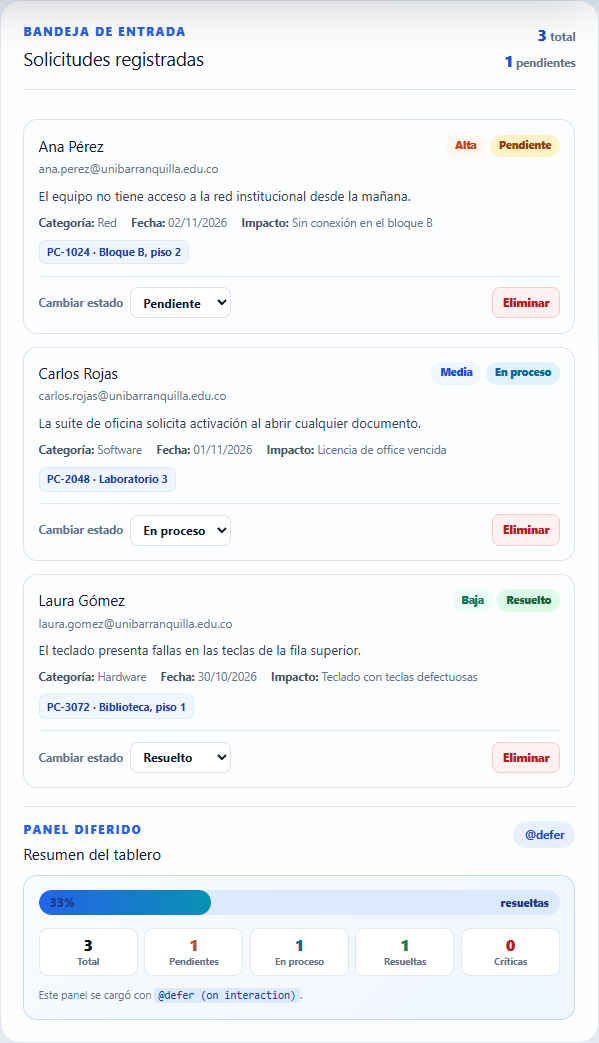 BANDEJA DE ENTRADA
3 total
Solicitudes registradas
1 pendientes
Ana Pérez
Alta
Pendiente
ana.perez@unibarranquilla.edu.co
El equipo no tiene acceso a la red institucional desde la mañana.
Categoría: Red Fecha: 02/11/2026 Impacto: Sin conexión en el bloque B
PC-1024 · Bloque B, piso 2
Cambiar estado Pendiente Eliminar
Carlos Rojas
Media
En proceso
carlos.rojas@unibarranquilla.edu.co
La suite de oficina solicita activación al abrir cualquier documento.
Categoría: Software Fecha: 01/11/2026 Impacto: Licencia de office vencida
PC-2048 · Laboratorio 3
Cambiar estado En proceso Eliminar
Laura Gómez
Baja
Resuelto
laura.gomez@unibarranquilla.edu.co
El teclado presenta fallas en las teclas de la fila superior.
Categoría: Hardware Fecha: 30/10/2026 Impacto: Teclado con teclas defectuosas
PC-3072 · Biblioteca, piso 1
Cambiar estado Resuelto Eliminar
PANEL DIFERIDO
@defer
Resumen del tablero
33% resueltas
3 1 1 1 0
Total Pendientes En proceso Resueltas Críticas
Este panel se cargó con @defer (on interaction).